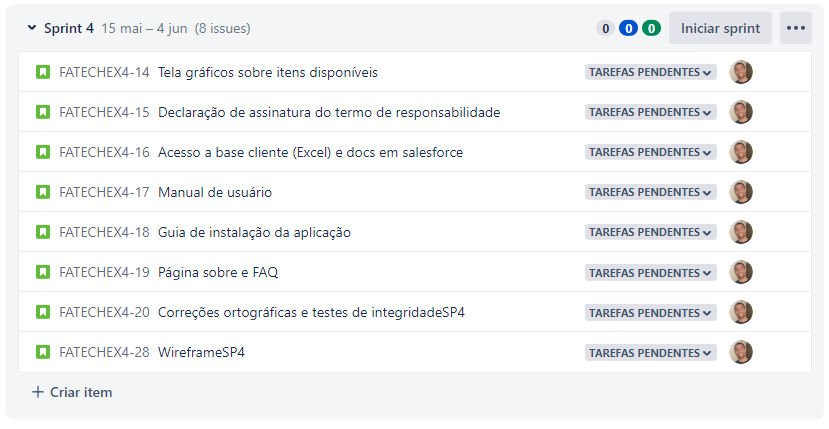 Sprint 4 15 mai – 4 jun (8 issues) 0 0 0 Iniciar sprint
FATECHEX4-14 Tela gráficos sobre itens disponíveis TAREFAS PENDENTES
FATECHEX4-15 Declaração de assinatura do termo de responsabilidade TAREFAS PENDENTES
FATECHEX4-16 Acesso a base cliente (Excel) e docs em salesforce TAREFAS PENDENTES
FATECHEX4-17 Manual de usuário TAREFAS PENDENTES
FATECHEX4-18 Guia de instalação da aplicação TAREFAS PENDENTES
FATECHEX4-19 Página sobre e FAQ TAREFAS PENDENTES
FATECHEX4-20 Correções ortográficas e testes de integridadeSP4 TAREFAS PENDENTES
FATECHEX4-28 WireframeSP4 TAREFAS PENDENTES
+ Criar item